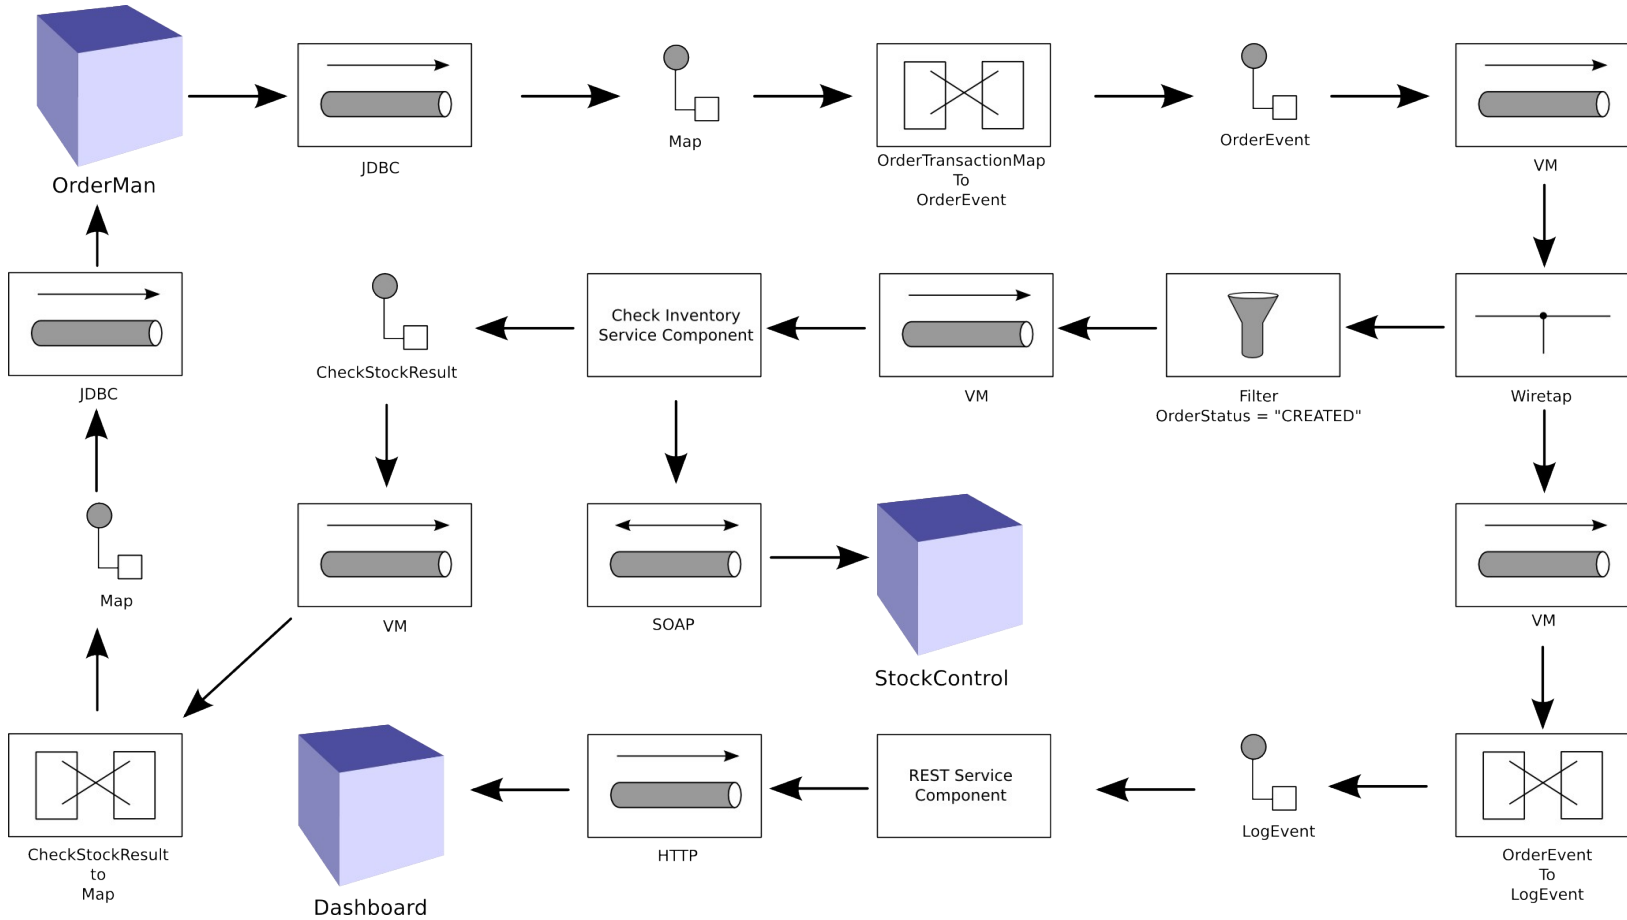 OrderMan
JDBC
Map
OrderTransactionMap
To
OrderEvent
OrderEvent
VM
JDBC
CheckStockResult
Check Inventory
Service Component
VM
Filter
OrderStatus = "CREATED"
Wiretap
Map
VM
SOAP
StockControl
VM
CheckStockResult
to
Map
Dashboard
HTTP
REST Service
Component
LogEvent
OrderEvent
To
LogEvent